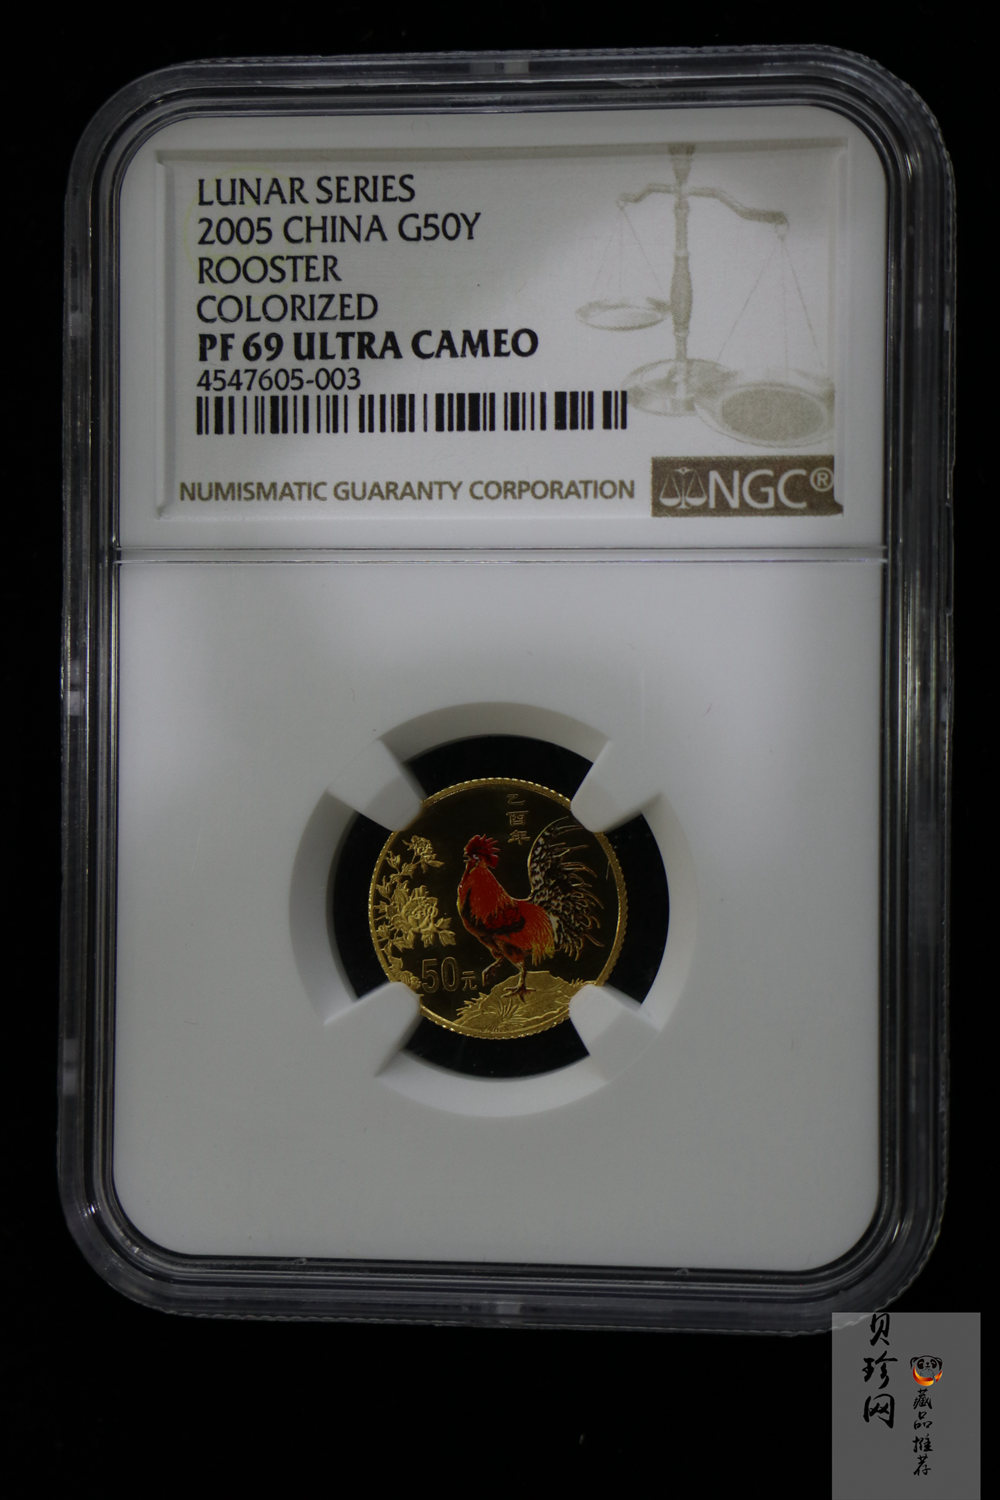 LUNAR SERIES
2005 CHINA G50Y
ROOSTER
COLORIZED
PF 69 ULTRA CAMEO
4547605-003
NUMISMATIC GUARANTY CORPORATION
NGC®
乙酉年
50元
贝珍网
藏品推荐